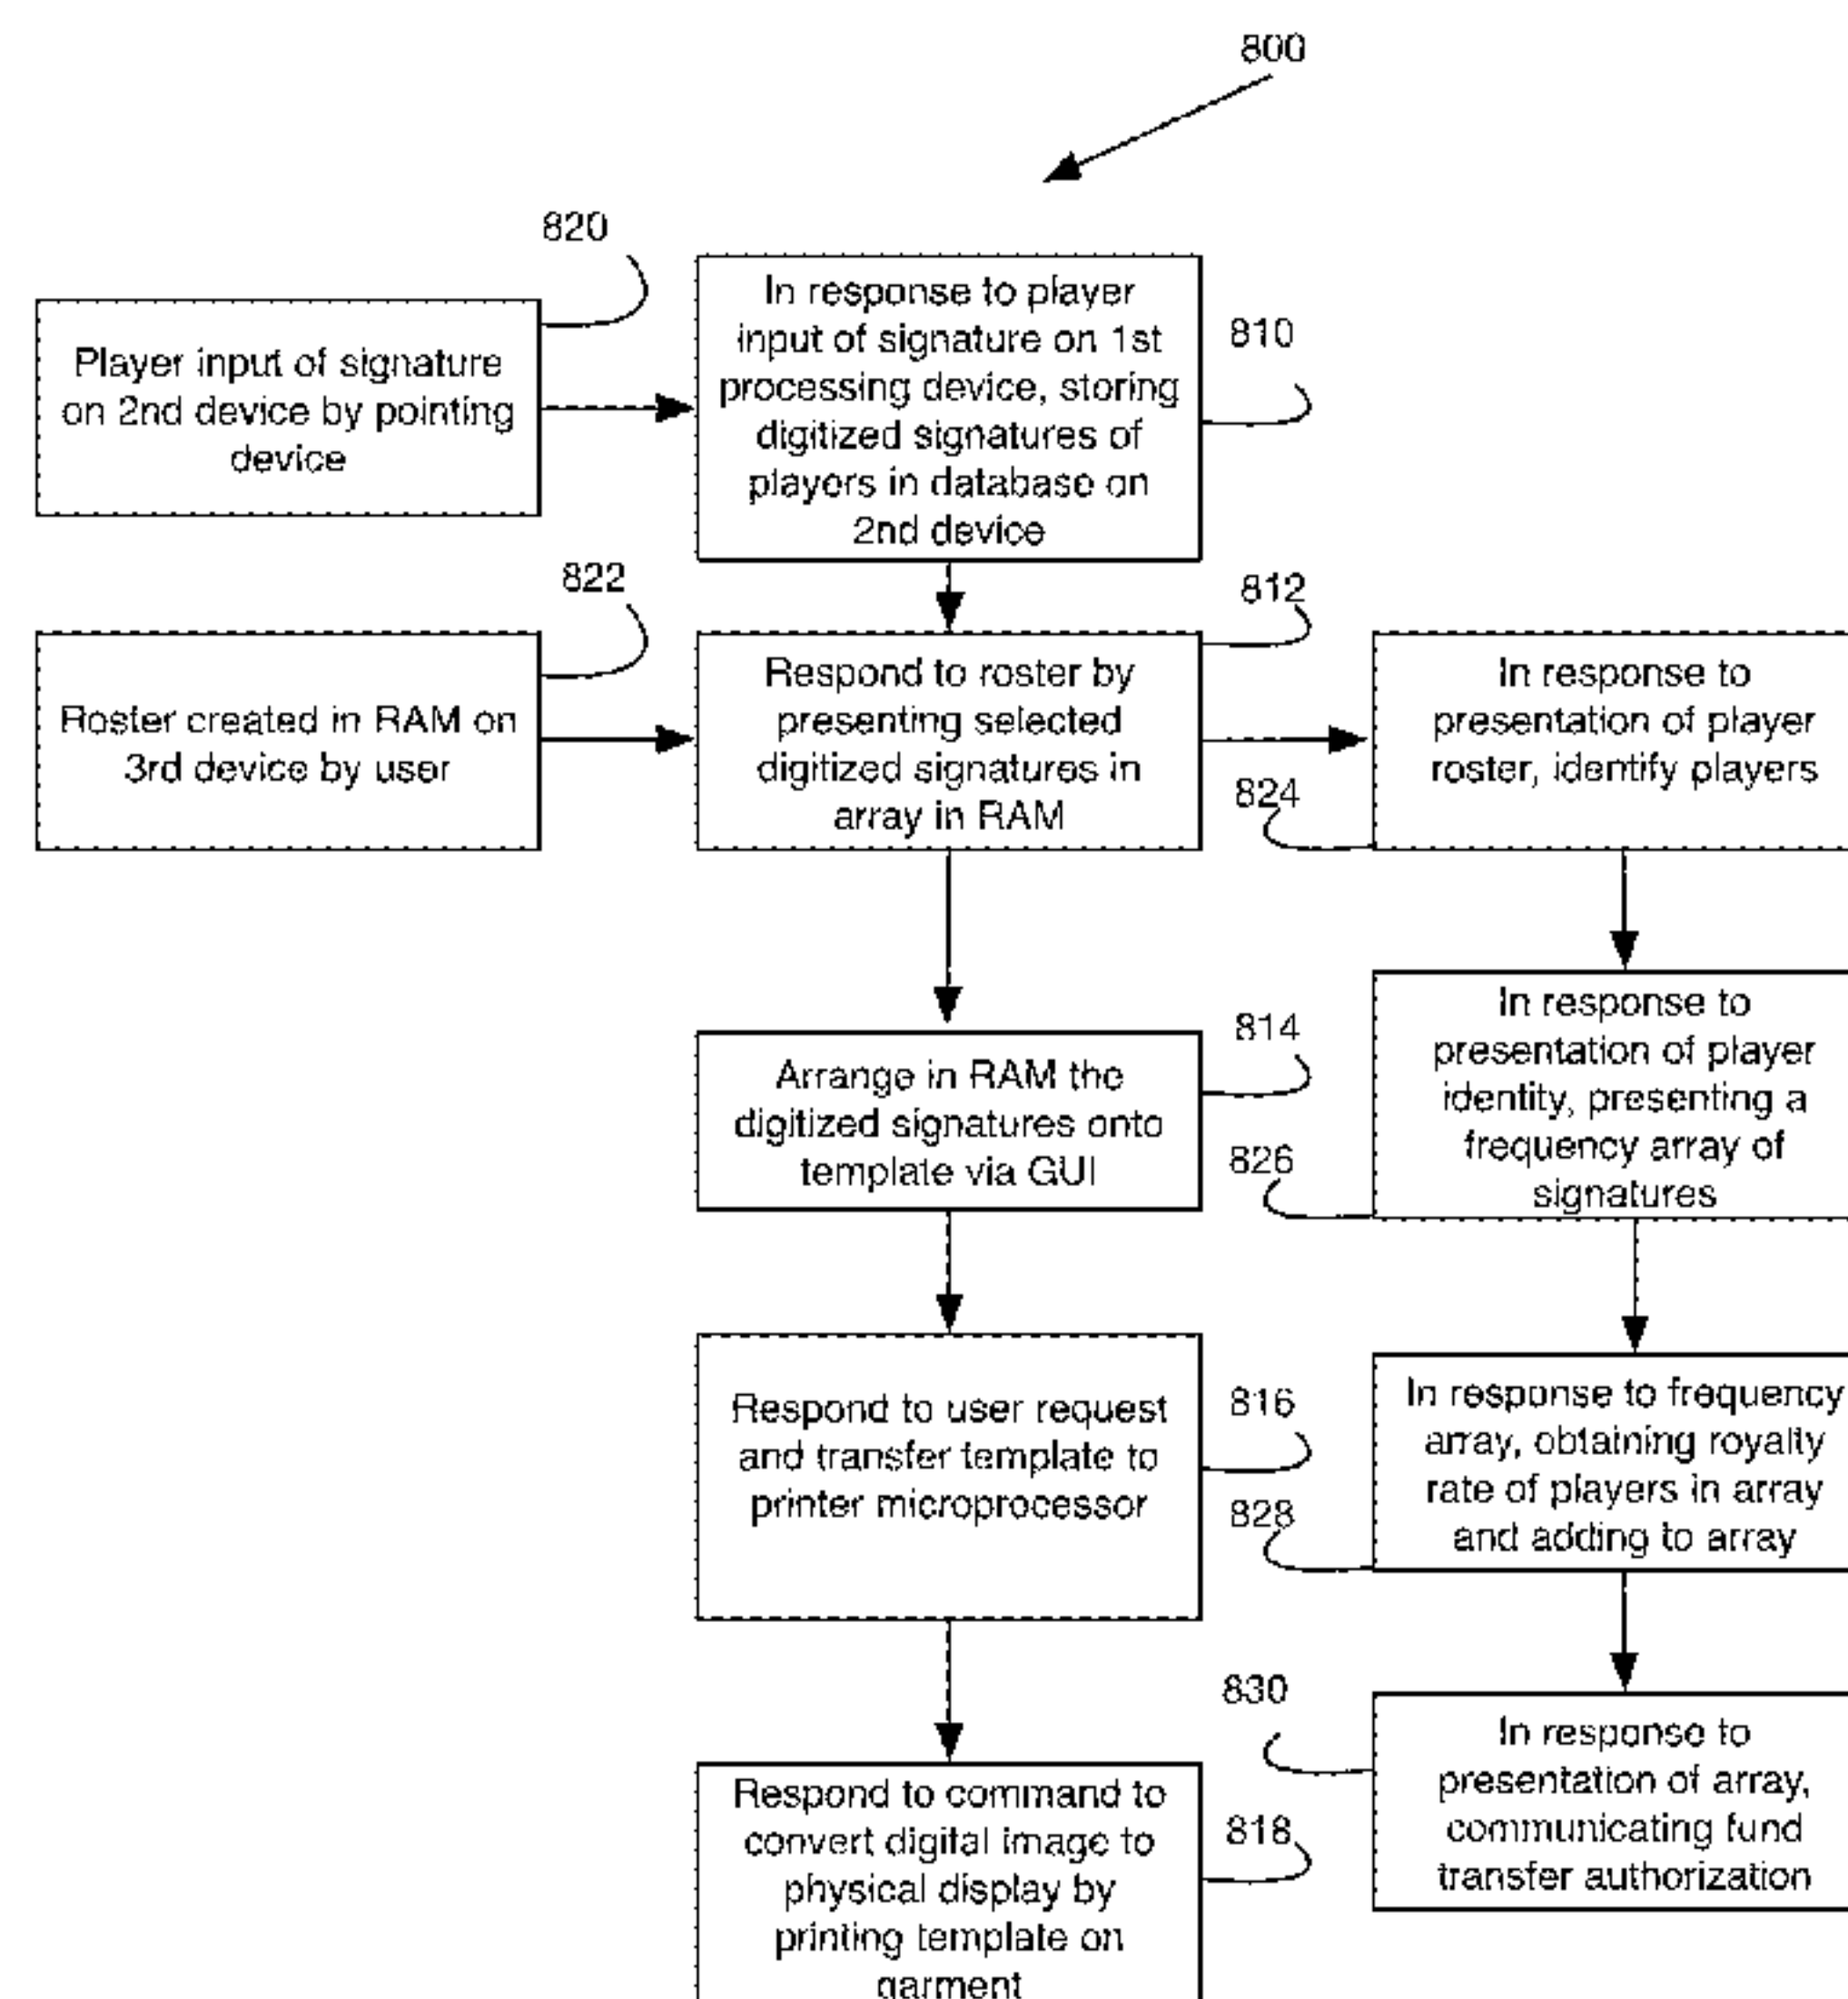 800
820
Player input of signature
on 2nd device by pointing
device
In response to player
input of signature on 1st
processing device, storing
digitized signatures of
players in database on
2nd device
810
822
Roster created in RAM on
3rd device by user
812
Respond to roster by
presenting selected
digitized signatures in
array in RAM
In response to
presentation of player
roster, identify players
824
814
Arrange in RAM the
digitized signatures onto
template via GUI
In response to
presentation of player
identity, presenting a
frequency array of
signatures
826
816
Respond to user request
and transfer template to
printer microprocessor
In response to frequency
array, obtaining royalty
rate of players in array
and adding to array
828
830
In response to
presentation of array,
communicating fund
transfer authorization
Respond to command to
convert digital image to
physical display by
printing template on
garment
818